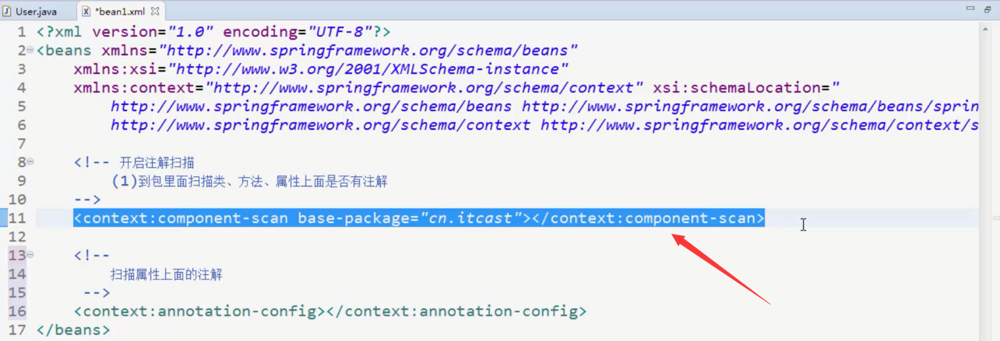 User.java
*bean1.xml
1 <?xml version="1.0" encoding="UTF-8"?>
2 <beans xmlns="http://www.springframework.org/schema/beans"
3 xmlns:xsi="http://www.w3.org/2001/XMLSchema-instance"
4 xmlns:context="http://www.springframework.org/schema/context" xsi:schemaLocation="
5 http://www.springframework.org/schema/beans http://www.springframework.org/schema/beans/sprin
6 http://www.springframework.org/schema/context http://www.springframework.org/schema/context/s
7
8 <!-- 开启注解扫描
9 (1)到包里面扫描类、方法、属性上面是否有注解
10 -->
11 <context:component-scan base-package="cn.itcast"></context:component-scan>
12
13 <!--
14 扫描属性上面的注解
15 -->
16 <context:annotation-config></context:annotation-config>
17 </beans>